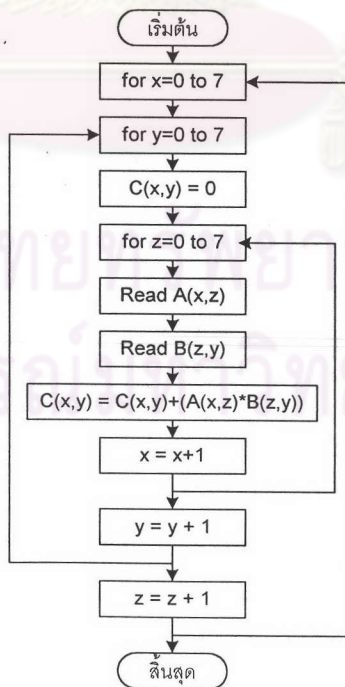 เริ่มต้น
for x=0 to 7
for y=0 to 7
C(x,y) = 0
for z=0 to 7
Read A(x,z)
Read B(z,y)
C(x,y) = C(x,y)+(A(x,z)*B(z,y))
x = x+1
y = y + 1
z = z + 1
สิ้นสุด